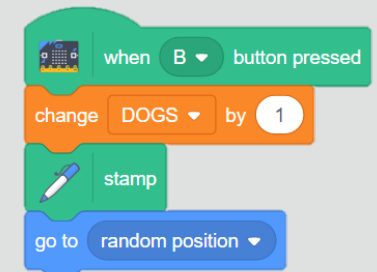 when B button pressed
change DOGS by 1
stamp
go to random position